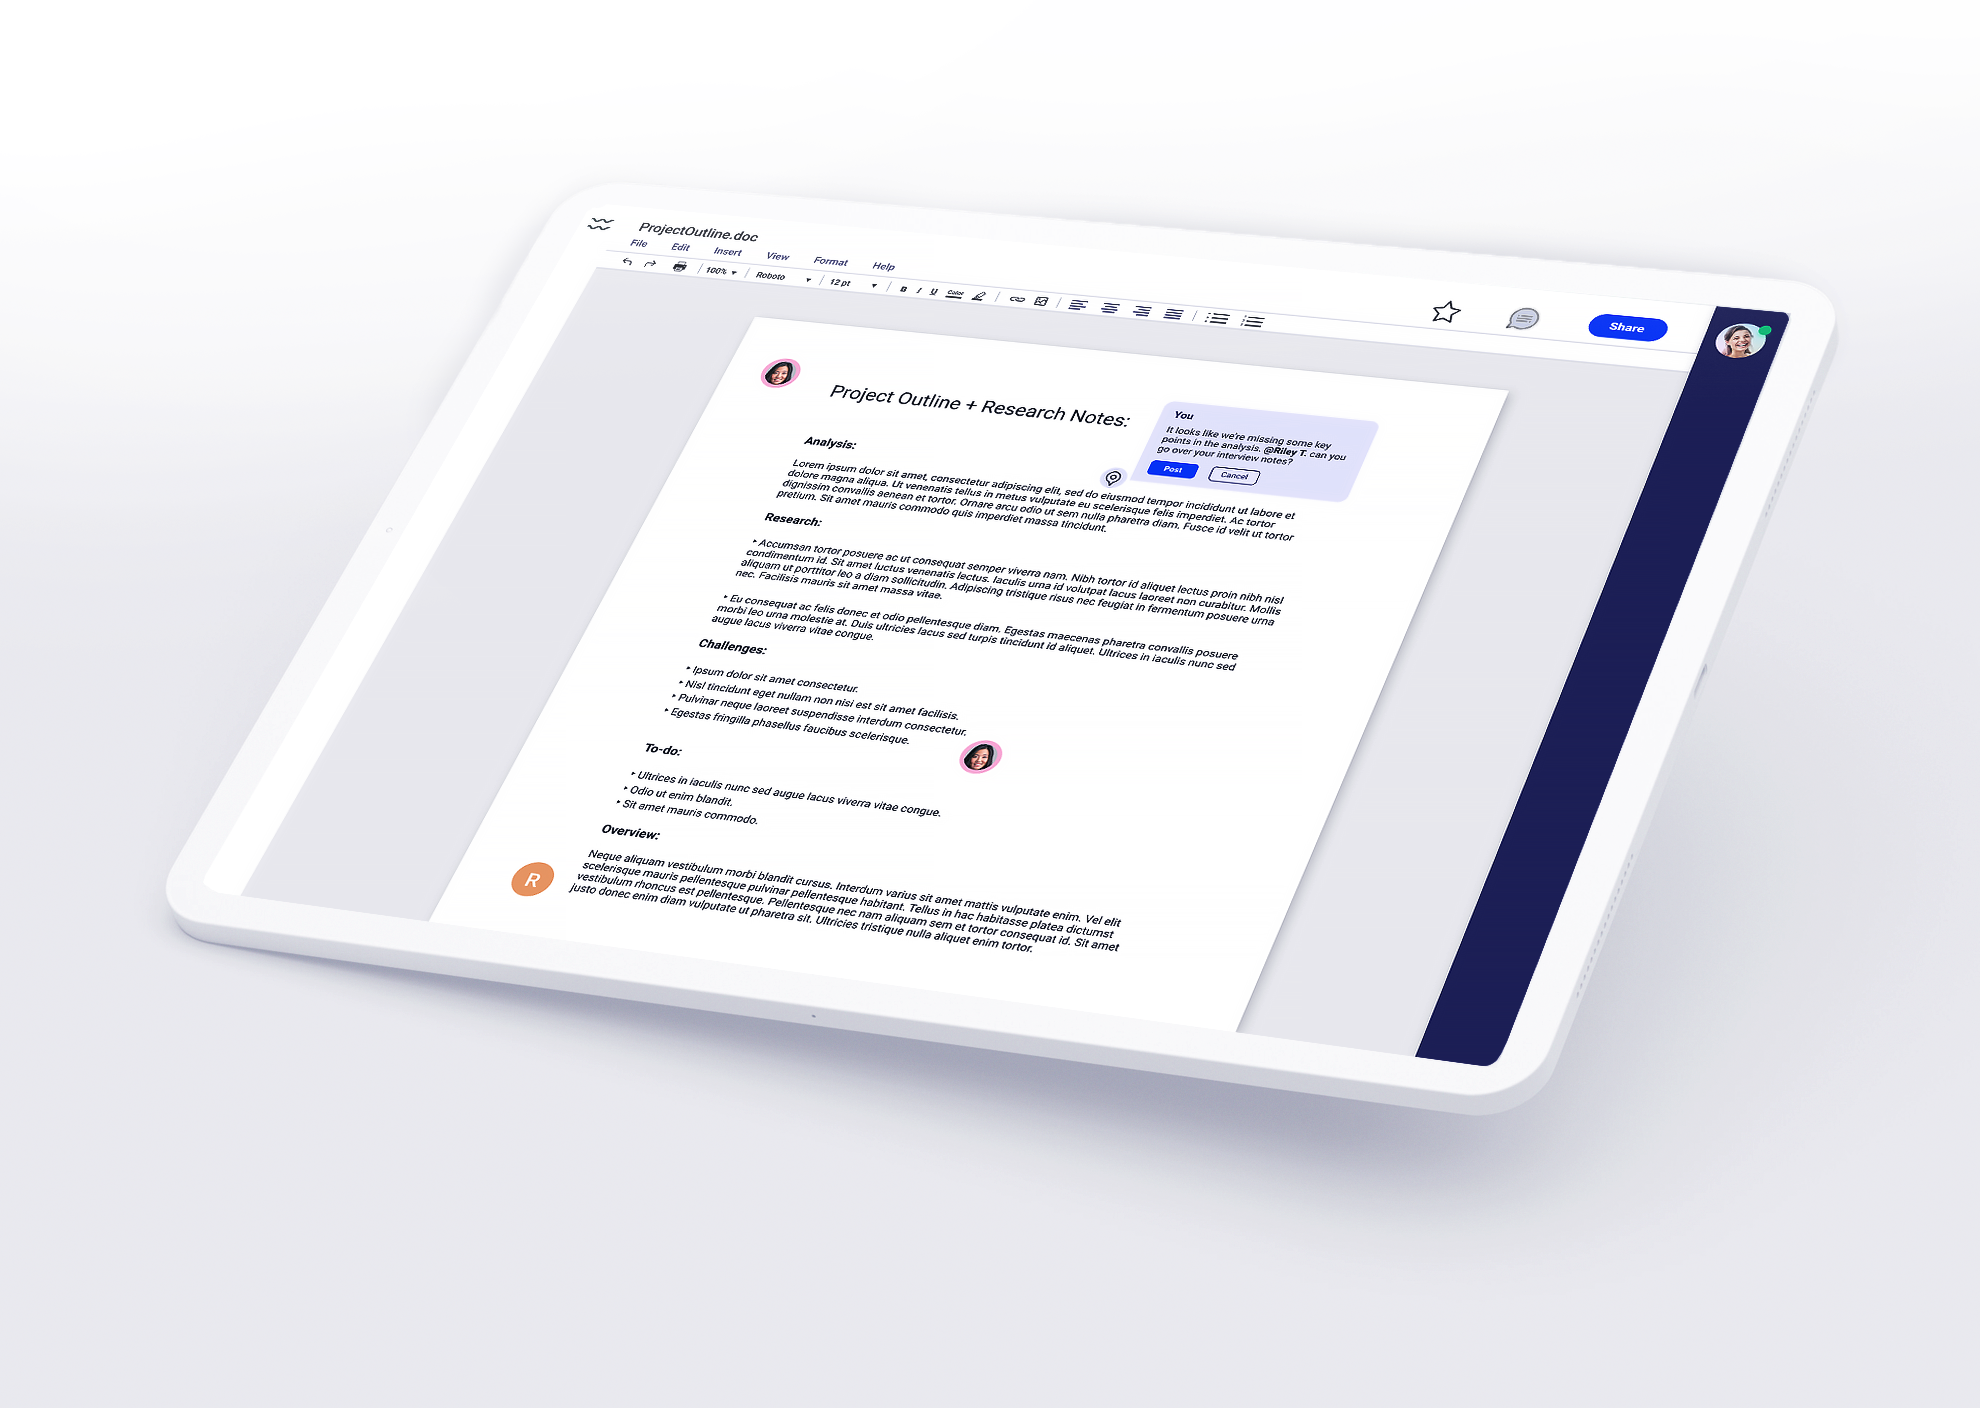 ProjectOutline.doc
File Edit Insert View Format Help
100% Roboto 12 pt B I U Color
Share
Project Outline + Research Notes:
You
It looks like we're missing some key
points in the analysis. @Riley T. can you
go over your interview notes?
Post Cancel
Analysis:
Lorem ipsum dolor sit amet, consectetur adipiscing elit, sed do eiusmod tempor incididunt ut labore et
dolore magna aliqua. Ut venenatis tellus in metus vulputate eu scelerisque felis imperdiet. Ac tortor
dignissim convallis aenean et tortor. Ornare arcu odio ut sem nulla pharetra diam. Fusce id velit ut tortor
pretium. Sit amet mauris commodo quis imperdiet massa tincidunt.
Research:
‣ Accumsan tortor posuere ac ut consequat semper viverra nam. Nibh tortor id aliquet lectus proin nibh nisl
condimentum id. Sit amet luctus venenatis lectus. Iaculis urna id volutpat lacus laoreet non curabitur. Mollis
aliquam ut porttitor leo a diam sollicitudin. Adipiscing tristique risus nec feugiat in fermentum posuere urna
nec. Facilisis mauris sit amet massa vitae.
‣ Eu consequat ac felis donec et odio pellentesque diam. Egestas maecenas pharetra convallis posuere
morbi leo urna molestie at. Duis ultricies lacus sed turpis tincidunt id aliquet. Ultrices in iaculis nunc sed
augue lacus viverra vitae congue.
Challenges:
‣ Ipsum dolor sit amet consectetur.
‣ Nisl tincidunt eget nullam non nisi est sit amet facilisis.
‣ Pulvinar neque laoreet suspendisse interdum consectetur.
‣ Egestas fringilla phasellus faucibus scelerisque.
To-do:
‣ Ultrices in iaculis nunc sed augue lacus viverra vitae congue.
‣ Odio ut enim blandit.
‣ Sit amet mauris commodo.
Overview:
R
Neque aliquam vestibulum morbi blandit cursus. Interdum varius sit amet mattis vulputate enim. Vel elit
scelerisque mauris pellentesque pulvinar pellentesque habitant. Tellus in hac habitasse platea dictumst
vestibulum rhoncus est pellentesque. Pellentesque nec nam aliquam sem et tortor consequat id. Sit amet
justo donec enim diam vulputate ut pharetra sit. Ultricies tristique nulla aliquet enim tortor.